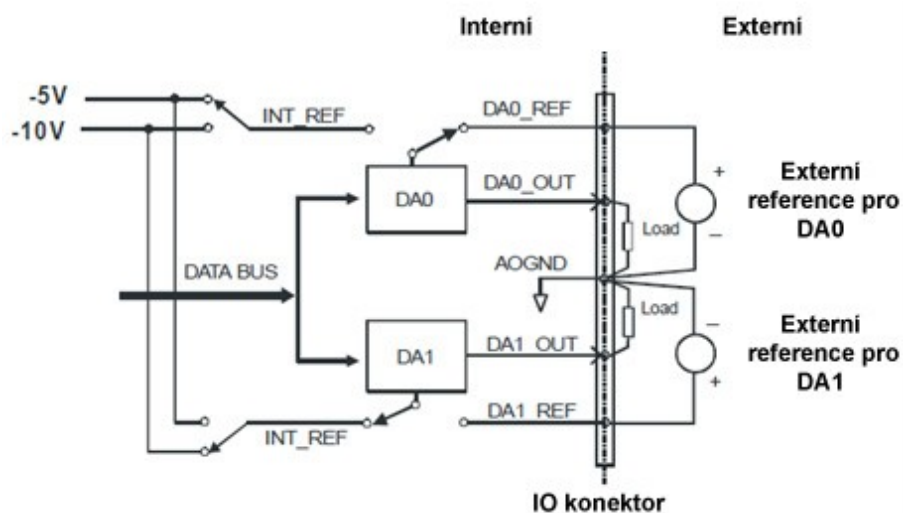 Interní
Externí
-5V
-10V
INT_REF
DA0_REF
DA0
DA0_OUT
+
Externí
reference pro
DA0
Load
–
DATA BUS
AOGND
Load
–
Externí
reference pro
DA1
DA1
DA1_OUT
+
INT_REF
DA1_REF
IO konektor